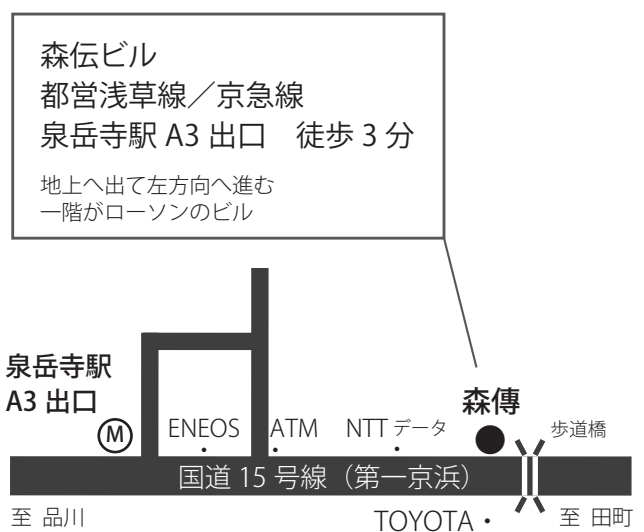 森伝ビル
都営浅草線／京急線
泉岳寺駅 A3 出口　徒歩 3 分
地上へ出て左方向へ進む
一階がローソンのビル
泉岳寺駅
A3 出口
M
ENEOS
ATM
NTT データ
森傳
歩道橋
国道 15 号線（第一京浜）
至 品川
TOYOTA・
至 田町